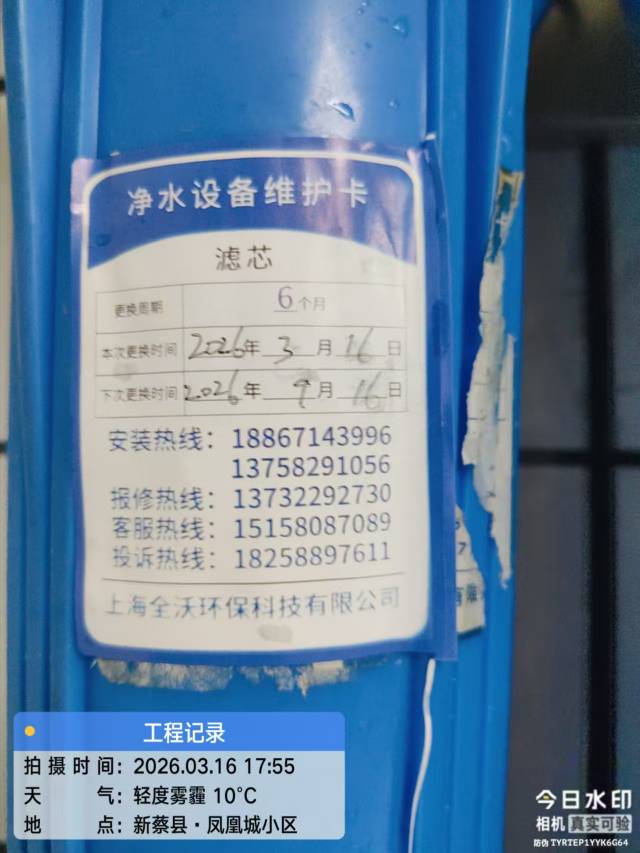 净水设备维护卡
滤芯
更换周期 6个月
本次更换时间 2026年 3月 16日
下次更换时间 2026年 9月 16日
安装热线：18867143996
13758291056
报修热线：13732292730
客服热线：15158087089
投诉热线：18258897611
上海全沃环保科技有限公司
7
有限
工程记录
拍摄时间：2026.03.16 17:55
天气：轻度雾霾 10°C
地点：新蔡县·凤凰城小区
今日水印
相机 真实可验
防伪 TYRTEP1YYK6G64